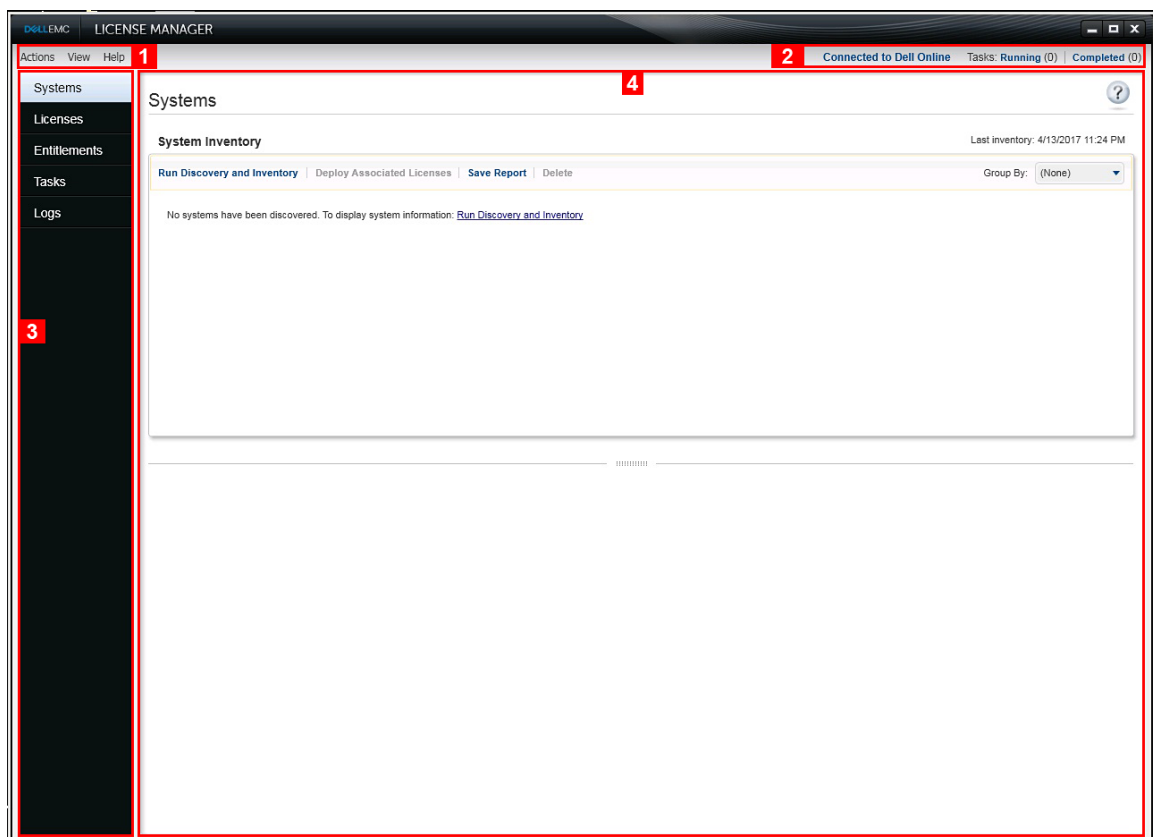 DELLEMC LICENSE MANAGER
Actions View Help 1 2 Connected to Dell Online Tasks: Running (0) | Completed (0)
4
Systems
Licenses
Entitlements
Tasks
Logs
3
Systems ?
System Inventory Last inventory: 4/13/2017 11:24 PM
Run Discovery and Inventory | Deploy Associated Licenses | Save Report | Delete Group By: (None)
No systems have been discovered. To display system information: Run Discovery and Inventory